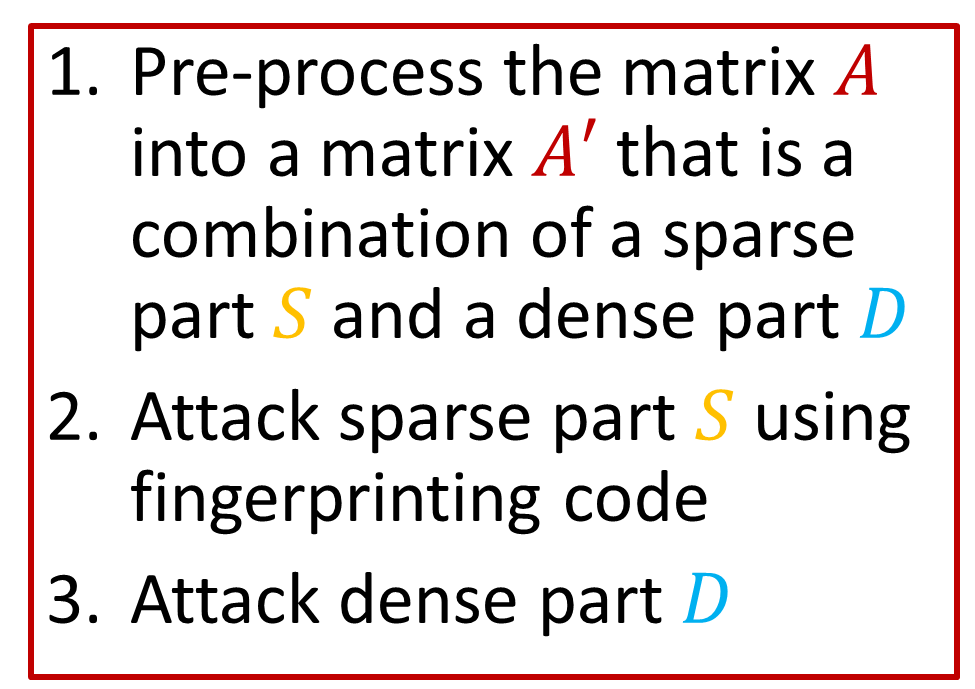 1. Pre-process the matrix A
into a matrix A′ that is a
combination of a sparse
part S and a dense part D
2. Attack sparse part S using
fingerprinting code
3. Attack dense part D